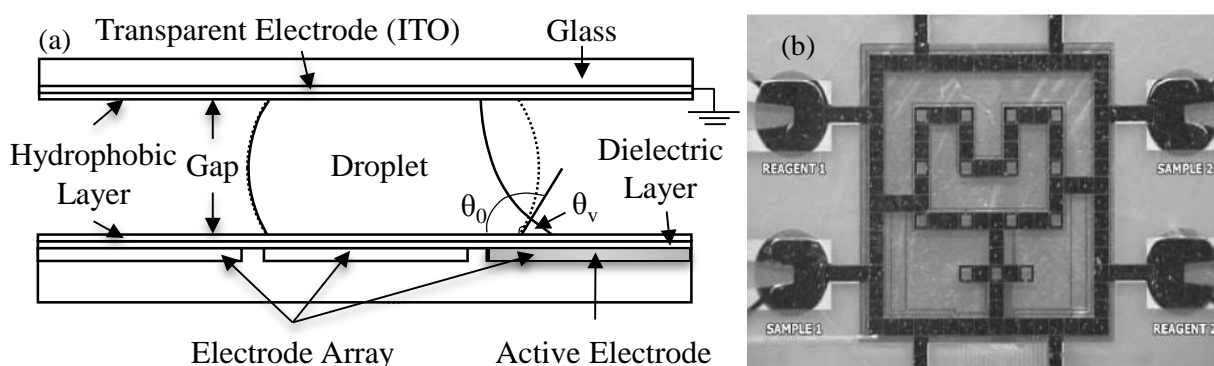 (a)
Transparent Electrode (ITO)
Glass
Hydrophobic
Layer
Gap
Droplet
Dielectric
Layer
θ0
θv
Electrode Array
Active Electrode
(b)
REAGENT 1
SAMPLE 2
SAMPLE 1
REAGENT 2